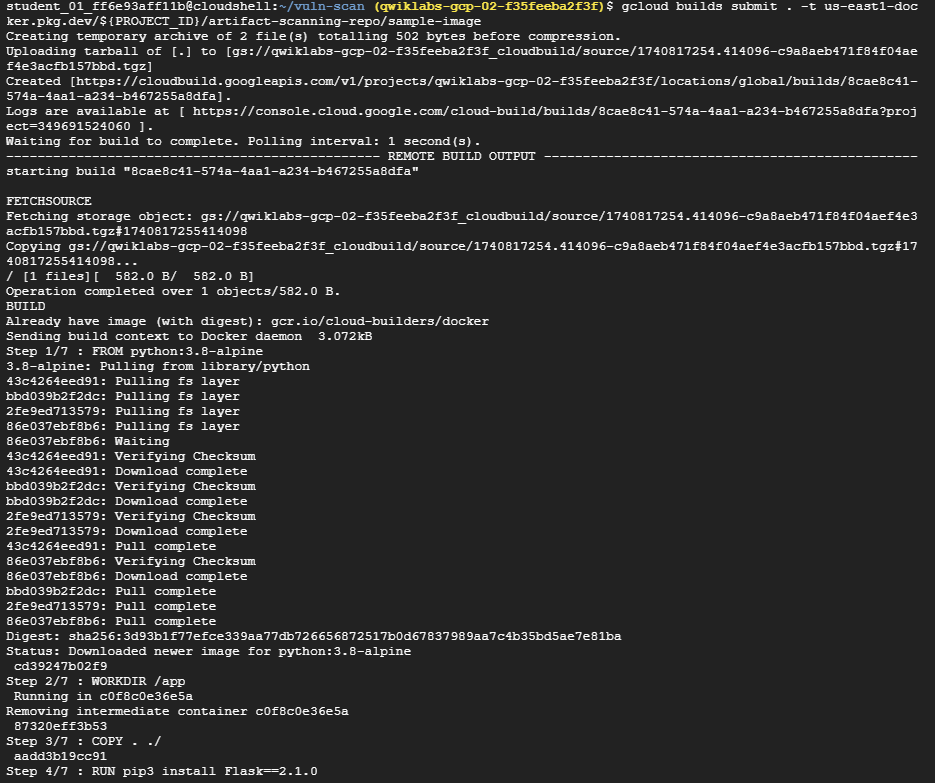 student_01_ff6e93aff11b@cloudshell:~/vuln-scan (qwiklabs-gcp-02-f35feeba2f3f)$ gcloud builds submit . -t us-east1-doc
ker.pkg.dev/${PROJECT_ID}/artifact-scanning-repo/sample-image
Creating temporary archive of 2 file(s) totalling 502 bytes before compression.
Uploading tarball of [.] to [gs://qwiklabs-gcp-02-f35feeba2f3f_cloudbuild/source/1740817254.414096-c9a8aeb471f84f04ae
f4e3acfb157bbd.tgz]
Created [https://cloudbuild.googleapis.com/v1/projects/qwiklabs-gcp-02-f35feeba2f3f/locations/global/builds/8cae8c41-
574a-4aa1-a234-b467255a8dfa].
Logs are available at [ https://console.cloud.google.com/cloud-build/builds/8cae8c41-574a-4aa1-a234-b467255a8dfa?proj
ect=349691524060 ].
Waiting for build to complete. Polling interval: 1 second(s).
------------------------------------------------ REMOTE BUILD OUTPUT ------------------------------------------------
starting build "8cae8c41-574a-4aa1-a234-b467255a8dfa"
FETCHSOURCE
Fetching storage object: gs://qwiklabs-gcp-02-f35feeba2f3f_cloudbuild/source/1740817254.414096-c9a8aeb471f84f04aef4e3
acfb157bbd.tgz#1740817255414098
Copying gs://qwiklabs-gcp-02-f35feeba2f3f_cloudbuild/source/1740817254.414096-c9a8aeb471f84f04aef4e3acfb157bbd.tgz#17
40817255414098...
/ [1 files][  582.0 B/  582.0 B]
Operation completed over 1 objects/582.0 B.
BUILD
Already have image (with digest): gcr.io/cloud-builders/docker
Sending build context to Docker daemon  3.072kB
Step 1/7 : FROM python:3.8-alpine
3.8-alpine: Pulling from library/python
43c4264eed91: Pulling fs layer
bbd039b2f2dc: Pulling fs layer
2fe9ed713579: Pulling fs layer
86e037ebf8b6: Pulling fs layer
86e037ebf8b6: Waiting
43c4264eed91: Verifying Checksum
43c4264eed91: Download complete
bbd039b2f2dc: Verifying Checksum
bbd039b2f2dc: Download complete
2fe9ed713579: Verifying Checksum
2fe9ed713579: Download complete
43c4264eed91: Pull complete
86e037ebf8b6: Verifying Checksum
86e037ebf8b6: Download complete
bbd039b2f2dc: Pull complete
2fe9ed713579: Pull complete
86e037ebf8b6: Pull complete
Digest: sha256:3d93b1f77efce339aa77db726656872517b0d67837989aa7c4b35bd5ae7e81ba
Status: Downloaded newer image for python:3.8-alpine
cd39247b02f9
Step 2/7 : WORKDIR /app
Running in c0f8c0e36e5a
Removing intermediate container c0f8c0e36e5a
87320eff3b53
Step 3/7 : COPY . ./
aadd3b19cc91
Step 4/7 : RUN pip3 install Flask==2.1.0